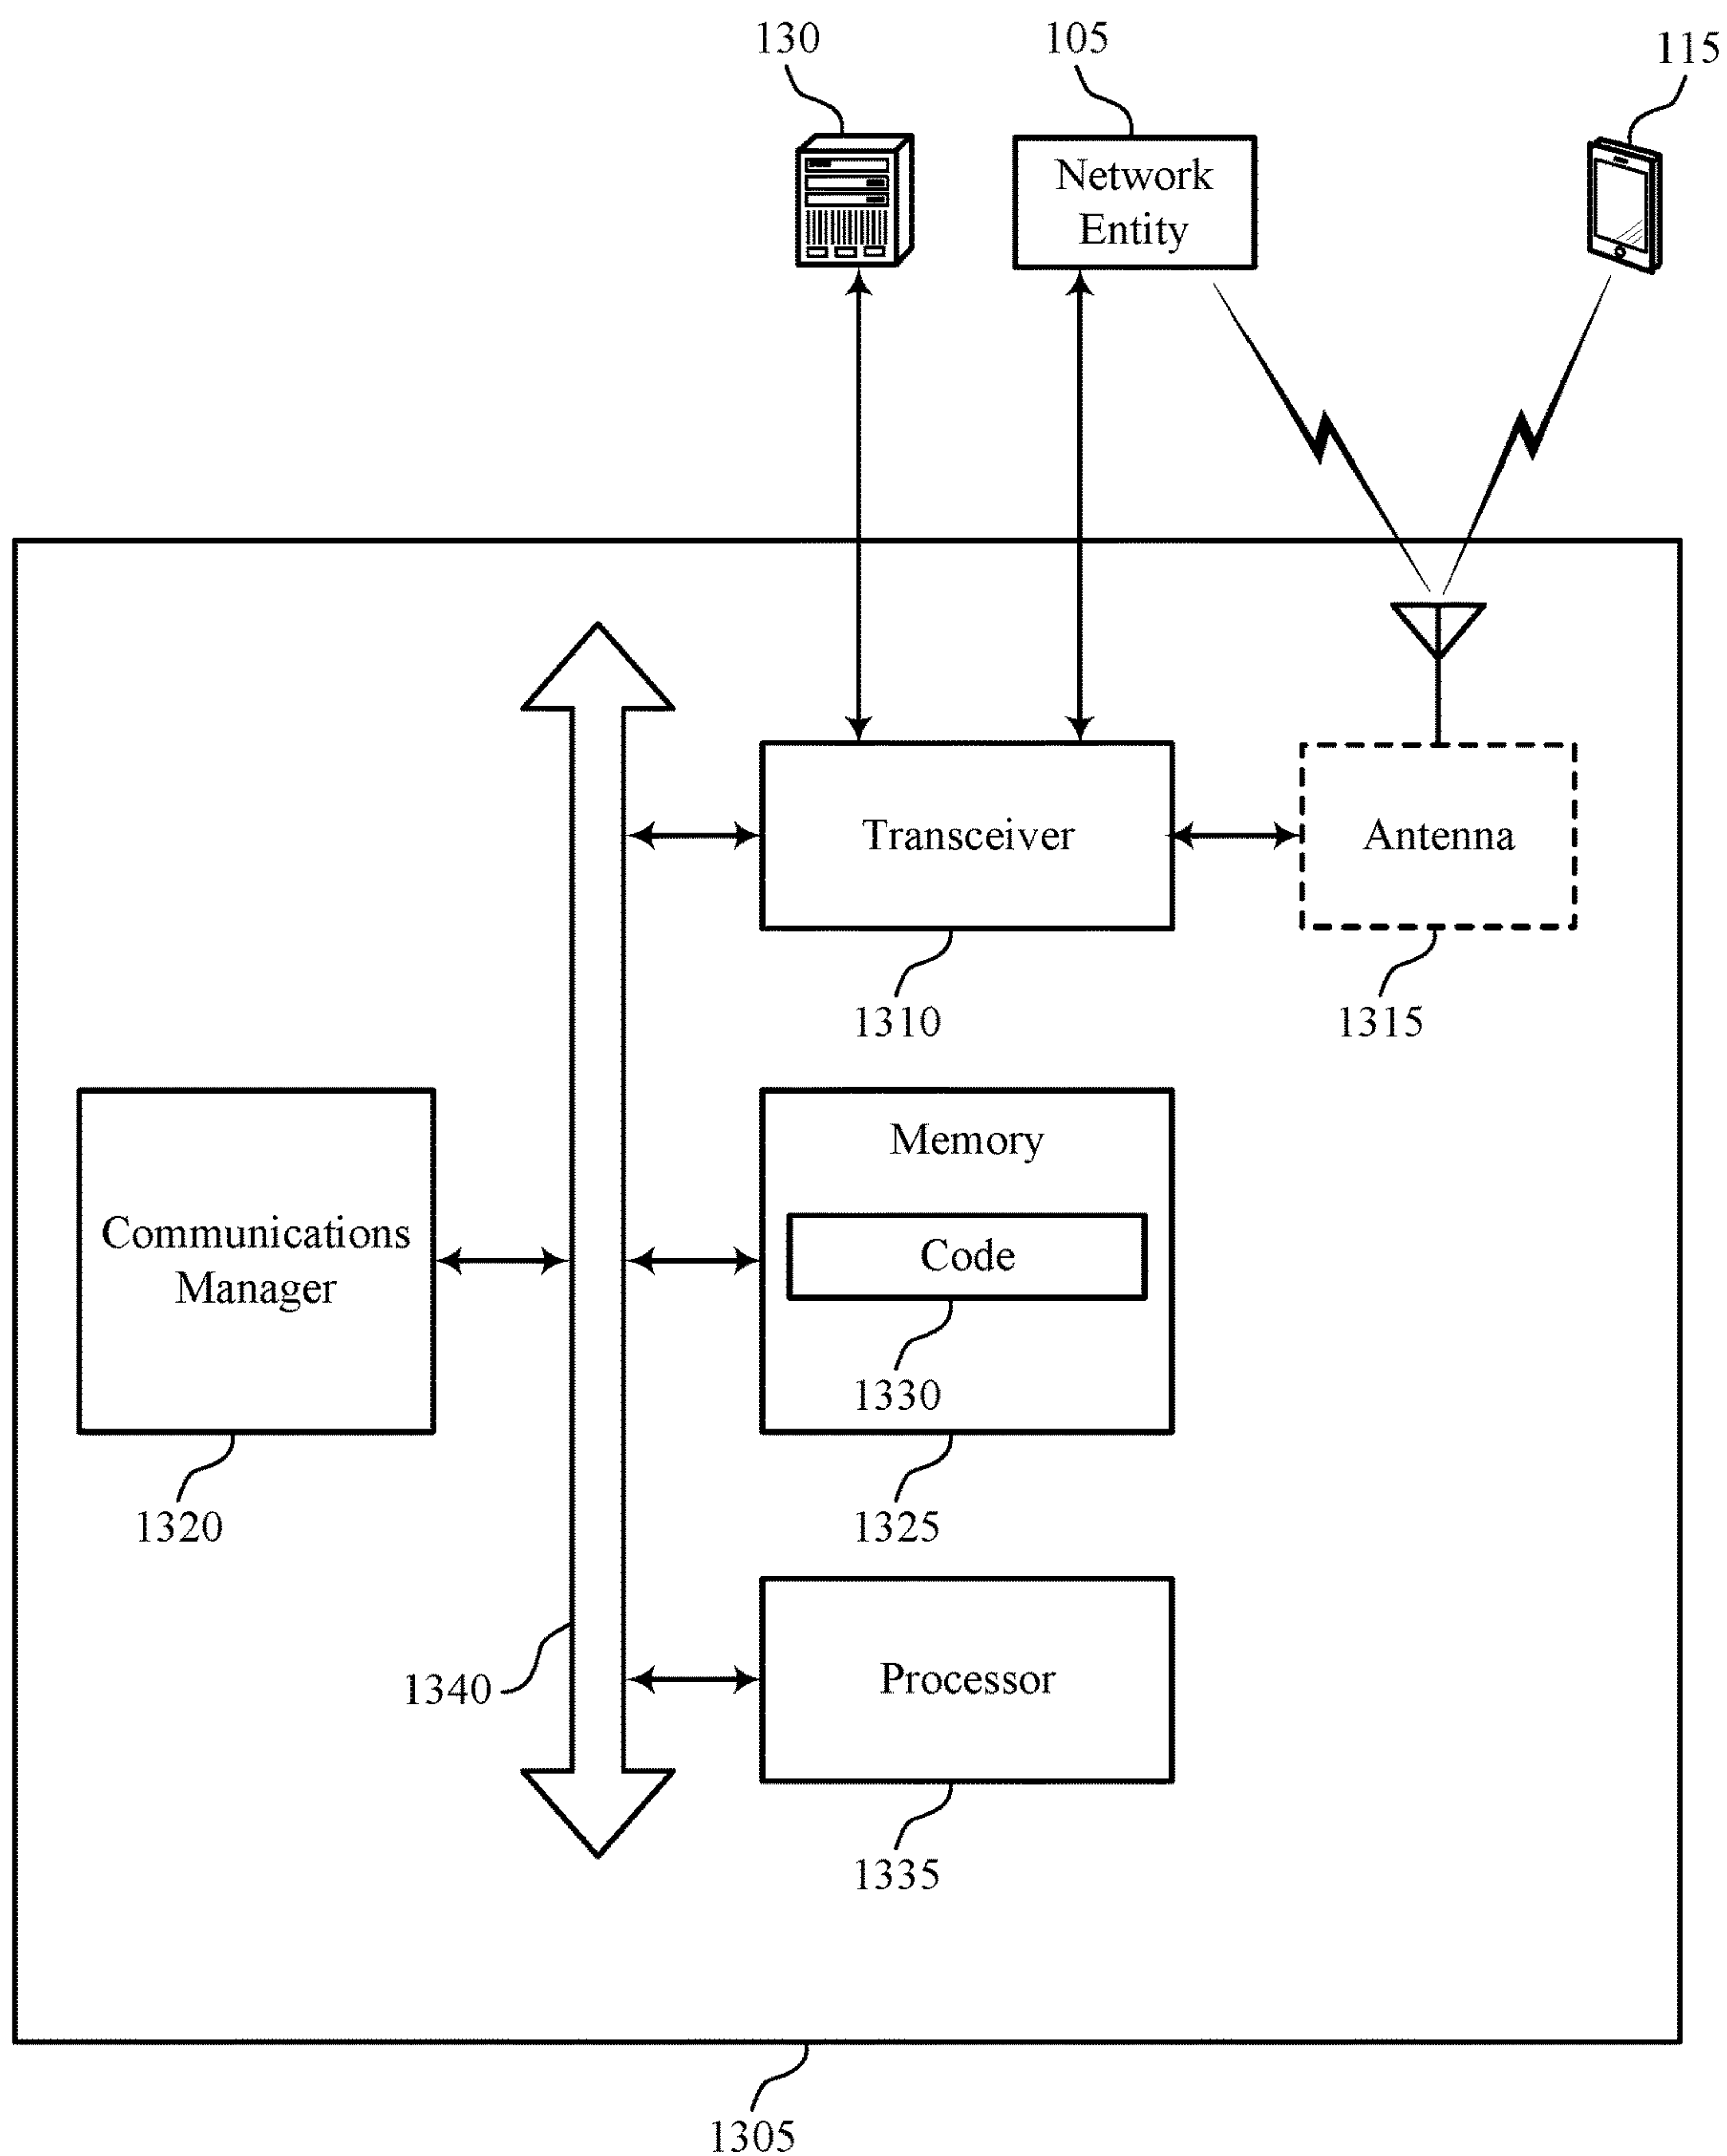 130
105
115
Network
Entity
Transceiver
Antenna
1310
1315
Memory
Communications
Manager
Code
1330
1320
1325
1340
Processor
1335
1305